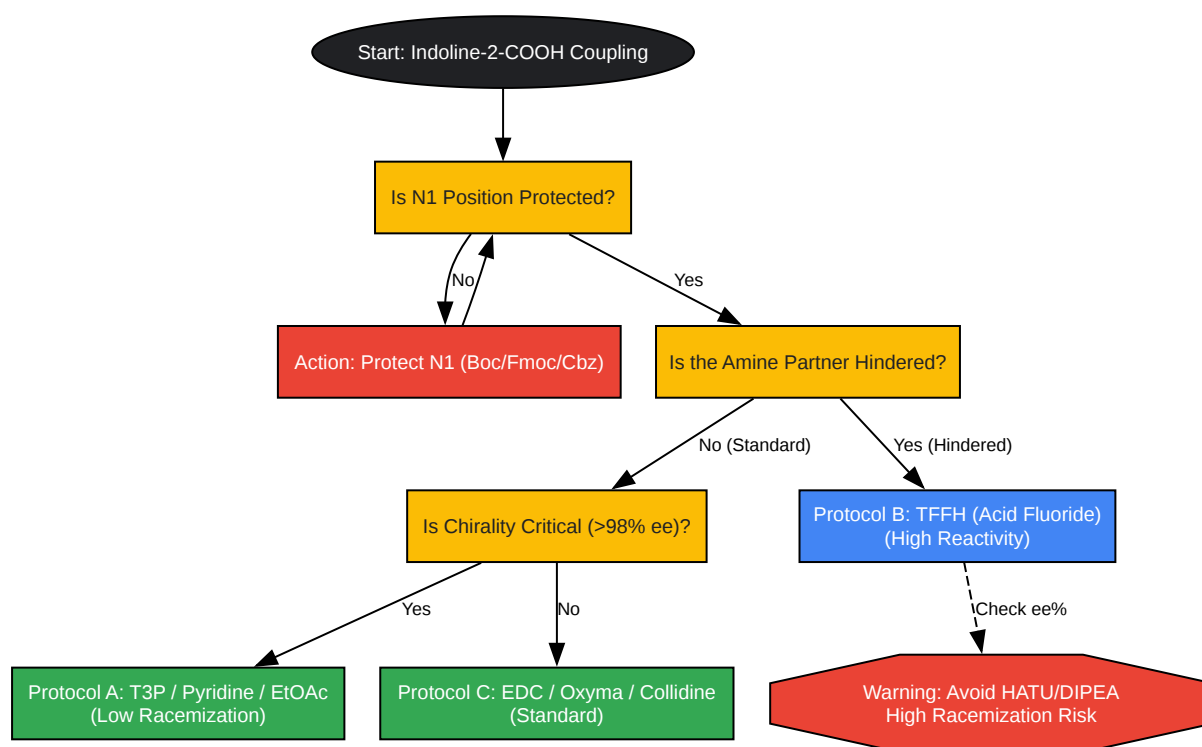 Start: Indoline-2-COOH Coupling
Is N1 Position Protected?
No
Yes
Action: Protect N1 (Boc/Fmoc/Cbz)
Is the Amine Partner Hindered?
No (Standard)
Yes (Hindered)
Is Chirality Critical (>98% ee)?
Protocol B: TFFH (Acid Fluoride)
(High Reactivity)
Yes
No
Check ee%
Protocol A: T3P / Pyridine / EtOAc
(Low Racemization)
Protocol C: EDC / Oxyma / Collidine
(Standard)
Warning: Avoid HATU/DIPEA
High Racemization Risk